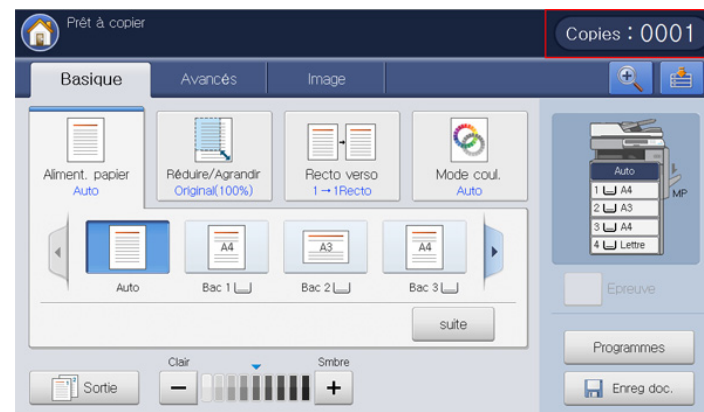 Prêt à copier
Copies : 0001
Basique
Avancés
Image
Aliment. papier
Auto
Réduire/Agrandir
Original(100%)
Recto verso
1→1Recto
Mode coul.
Auto
Auto
1 A4
2 A3
3 A4
4 Lettre
MP
A4
A3
A4
Auto
Bac 1
Bac 2
Bac 3
suite
Epreuve
Programmes
Sortie
Clair
Smbre
Enreg doc.